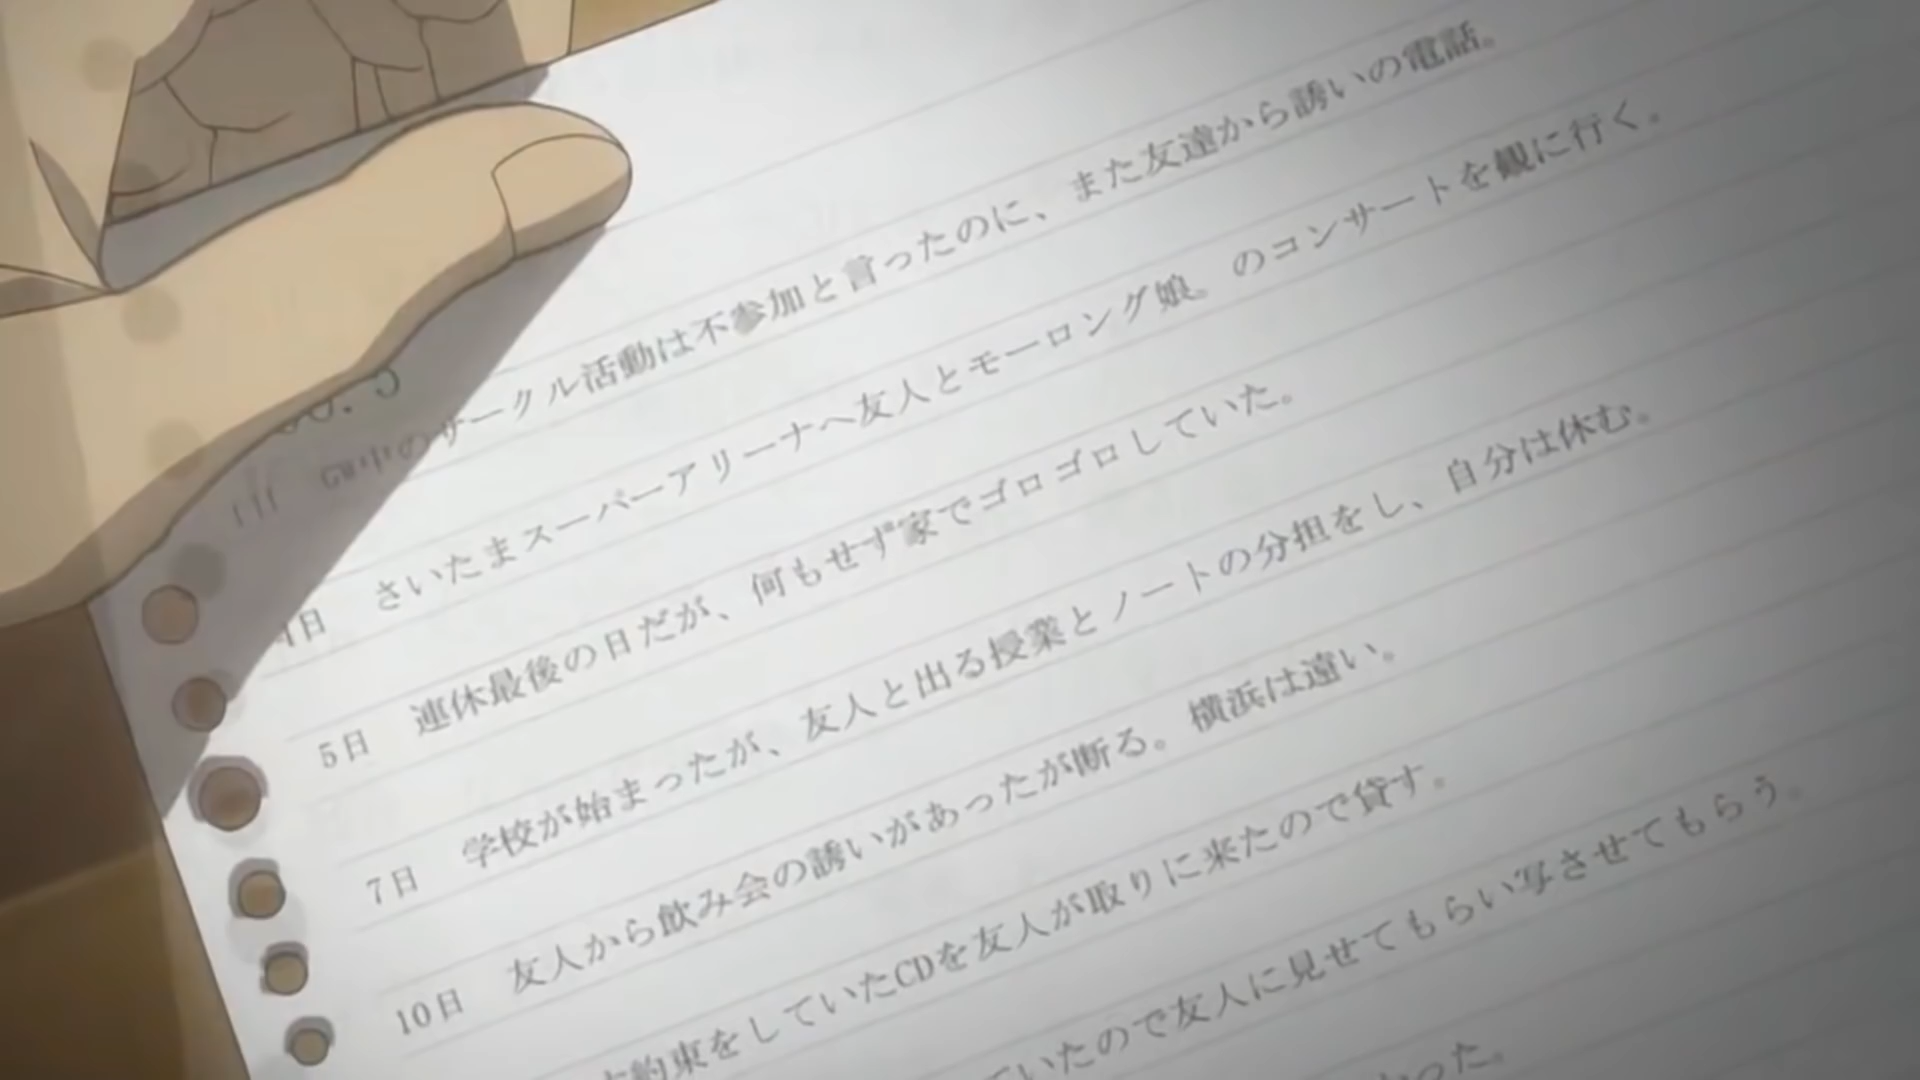 5
GW中のサークル活動は不参加と言ったのに、また友達から誘いの電話。
4日 さいたまスーパーアリーナへ友人とモーロング娘。のコンサートを観に行く。
5日 連休最後の日だが、何もせず家でゴロゴロしていた。
7日 学校が始まったが、友人と出る授業とノートの分担をし、自分は休む。
10日 友人から飲み会の誘いがあったが断る。横浜は遠い。
約束をしていたCDを友人が取りに来たので貸す。
いたので友人に見せてもらい写させてもらう。
った。